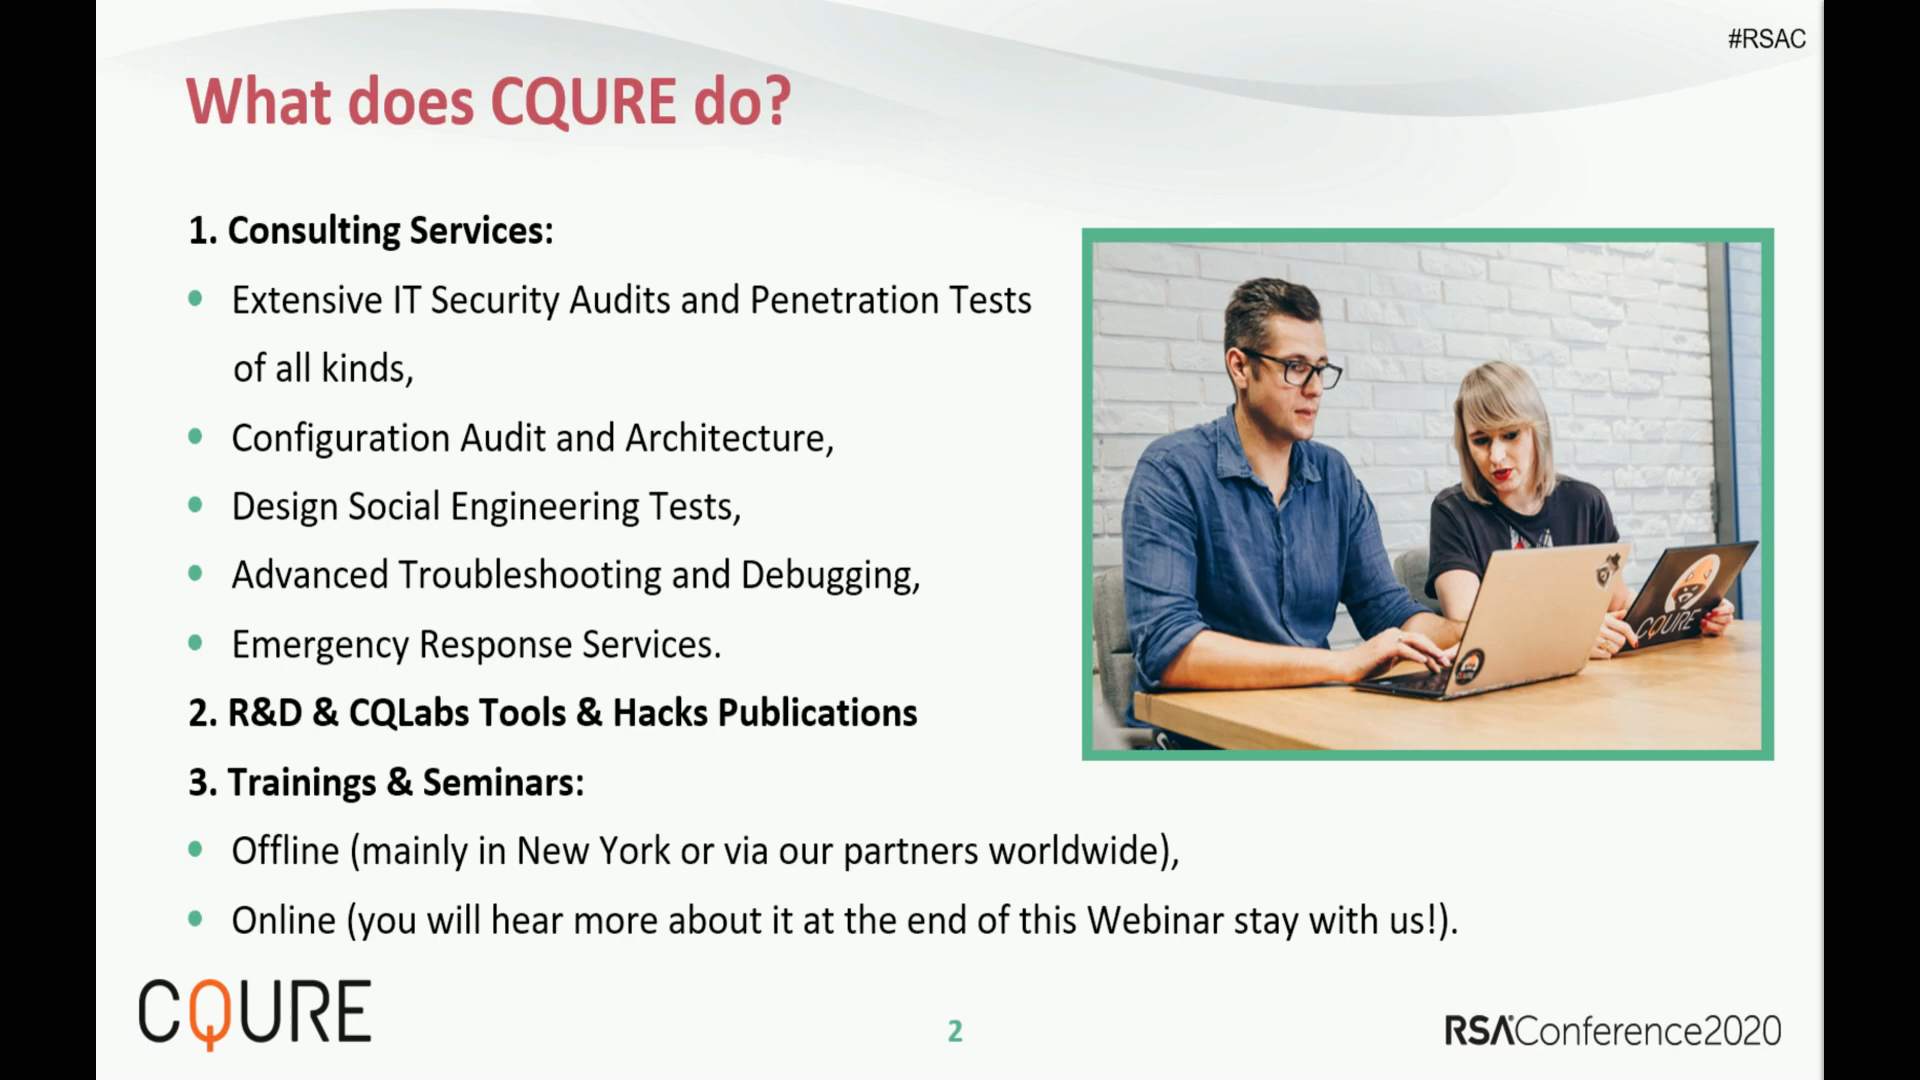 #RSAC
What does CQURE do?
1. Consulting Services:
• Extensive IT Security Audits and Penetration Tests
of all kinds,
• Configuration Audit and Architecture,
• Design Social Engineering Tests,
• Advanced Troubleshooting and Debugging,
• Emergency Response Services.
2. R&D & CQLabs Tools & Hacks Publications
3. Trainings & Seminars:
• Offline (mainly in New York or via our partners worldwide),
• Online (you will hear more about it at the end of this Webinar stay with us!).
CQURE
CQURE
2
RSAConference2020